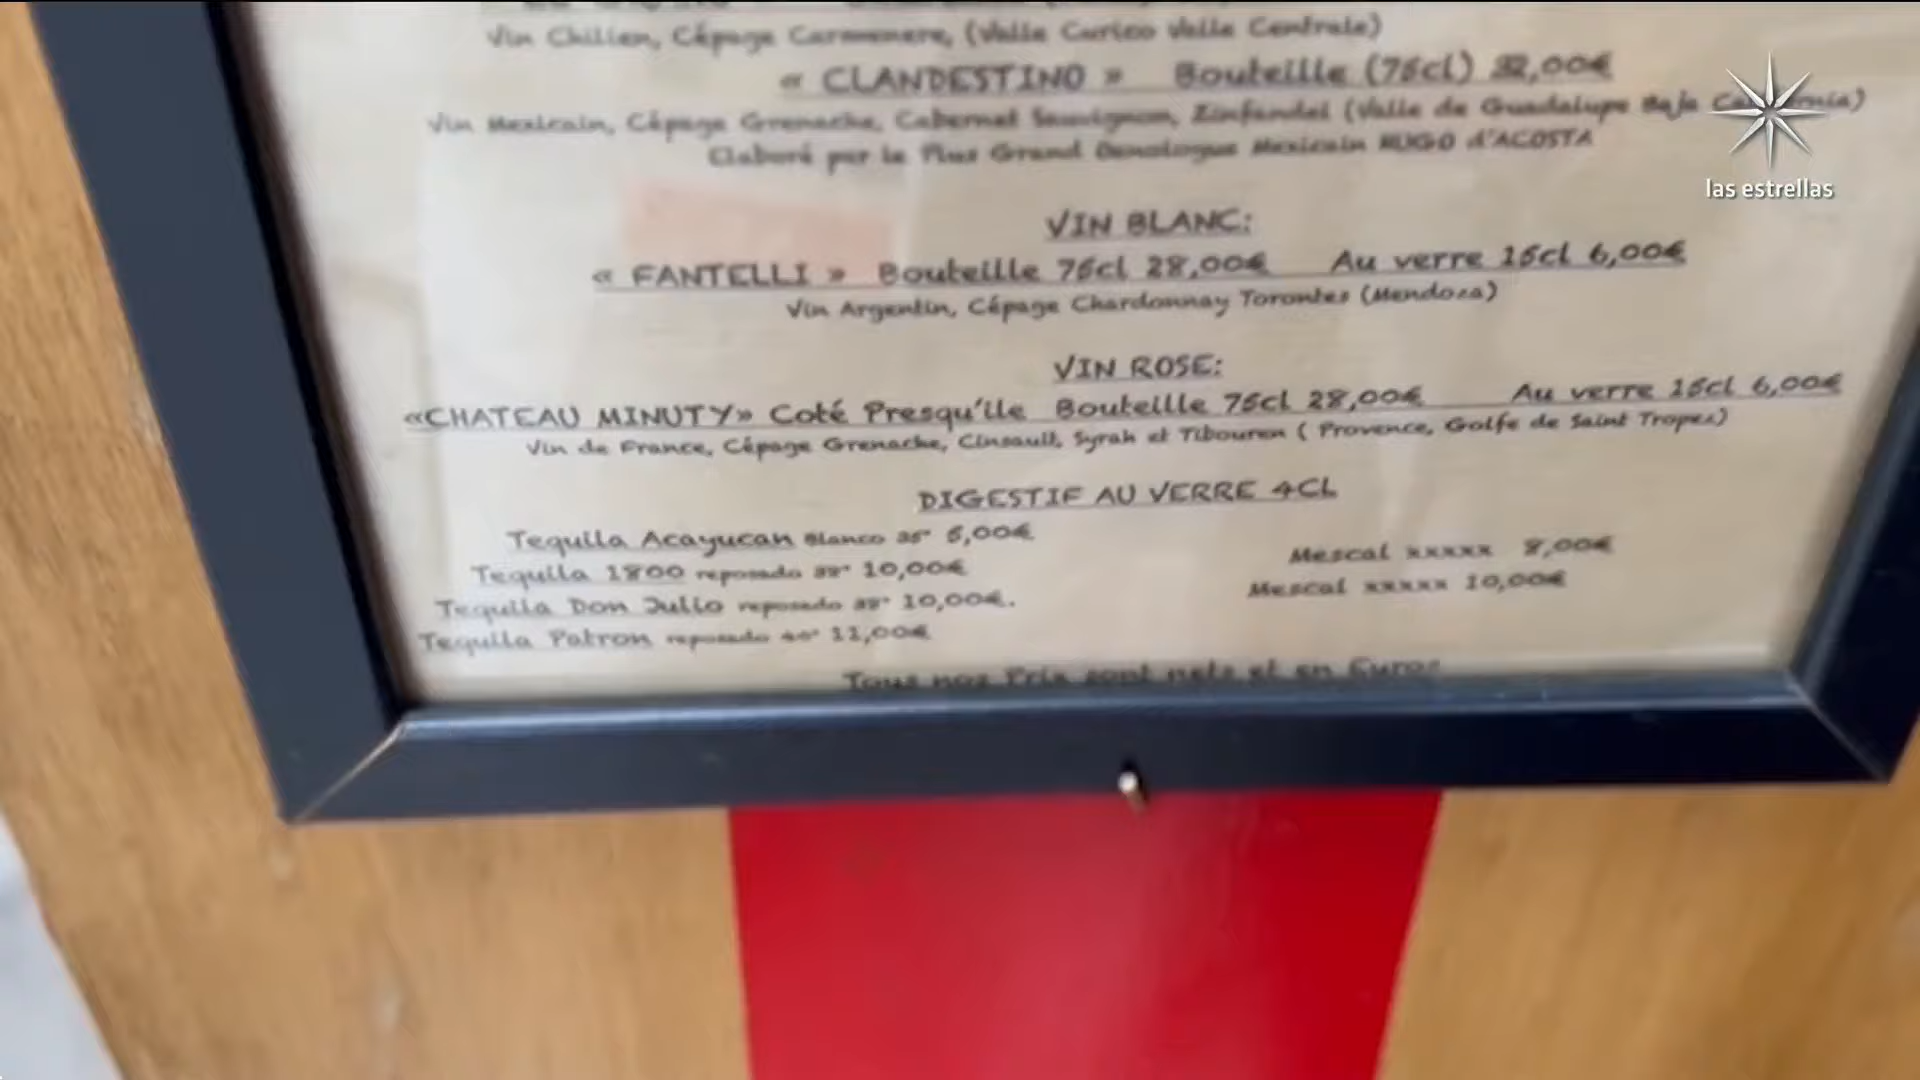 Vin Chilien, Cépage Carmenere, (Valle Curico Valle Centrale)
« CLANDESTINO » Bouteille (75cl) 32,00€
Vin Mexicain, Cépage Grenache, Cabernet Sauvignon, Zinfandel (Valle de Guadalupe Baja
Elaboré par le Plus Grand Oenologue Mexicain HUGO d'ACOSTA
las estrellas
VIN BLANC:
« FANTELLI » Bouteille 75cl 28,00€ Au verre 15cl 6,00€
Vin Argentin, Cépage Chardonnay Torontes (Mendoza)
VIN ROSE:
«CHATEAU MINUTY» Coté Presqu'ile Bouteille 75cl 28,00€ Au verre 15cl 6,00€
Vin de France, Cépage Grenache, Cinsault, Syrah et Tibouren ( Provence, Golfe de Saint Tropez)
DIGESTIF AU VERRE 4CL
Tequila Acayucan Blanco 35° 5,00€
Tequila 1800 reposado 38° 10,00€
Tequila Don Julio reposado 38° 10,00€.
Tequila Patron reposado 40° 11,00€
Mescal xxxxx 8,00€
Mescal xxxxx 10,00€
Tous nos Prix sont nets et en Euros